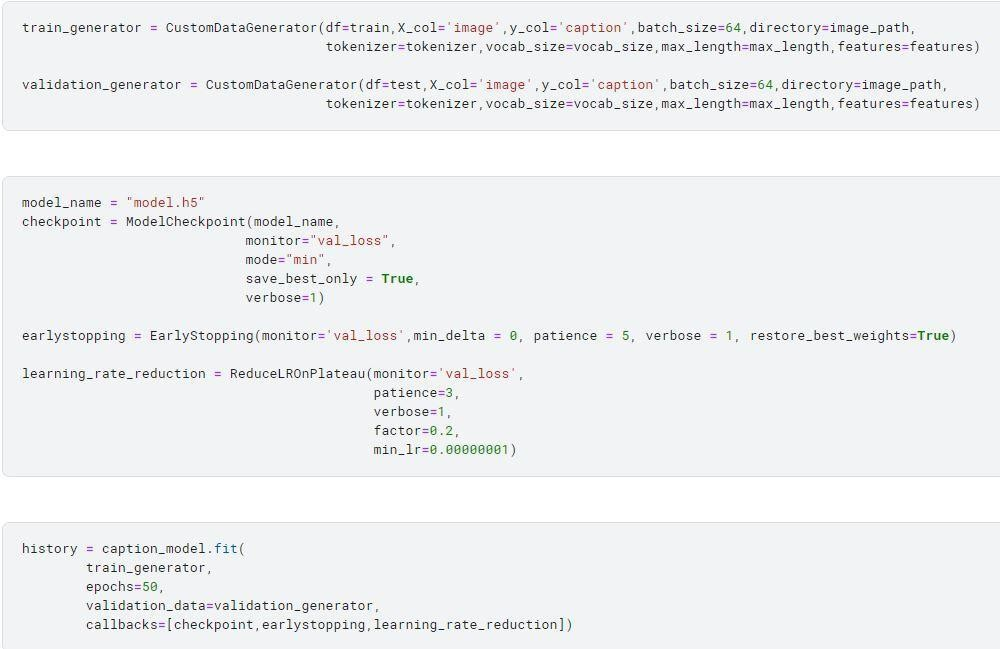 train_generator = CustomDataGenerator(df=train,X_col='image',y_col='caption',batch_size=64,directory=image_path,
tokenizer=tokenizer,vocab_size=vocab_size,max_length=max_length,features=features)
validation_generator = CustomDataGenerator(df=test,X_col='image',y_col='caption',batch_size=64,directory=image_path,
tokenizer=tokenizer,vocab_size=vocab_size,max_length=max_length,features=features)
model_name = "model.h5"
checkpoint = ModelCheckpoint(model_name,
monitor="val_loss",
mode="min",
save_best_only = True,
verbose=1)
earlystopping = EarlyStopping(monitor='val_loss',min_delta = 0, patience = 5, verbose = 1, restore_best_weights=True)
learning_rate_reduction = ReduceLROnPlateau(monitor='val_loss',
patience=3,
verbose=1,
factor=0.2,
min_lr=0.00000001)
history = caption_model.fit(
train_generator,
epochs=50,
validation_data=validation_generator,
callbacks=[checkpoint,earlystopping,learning_rate_reduction])